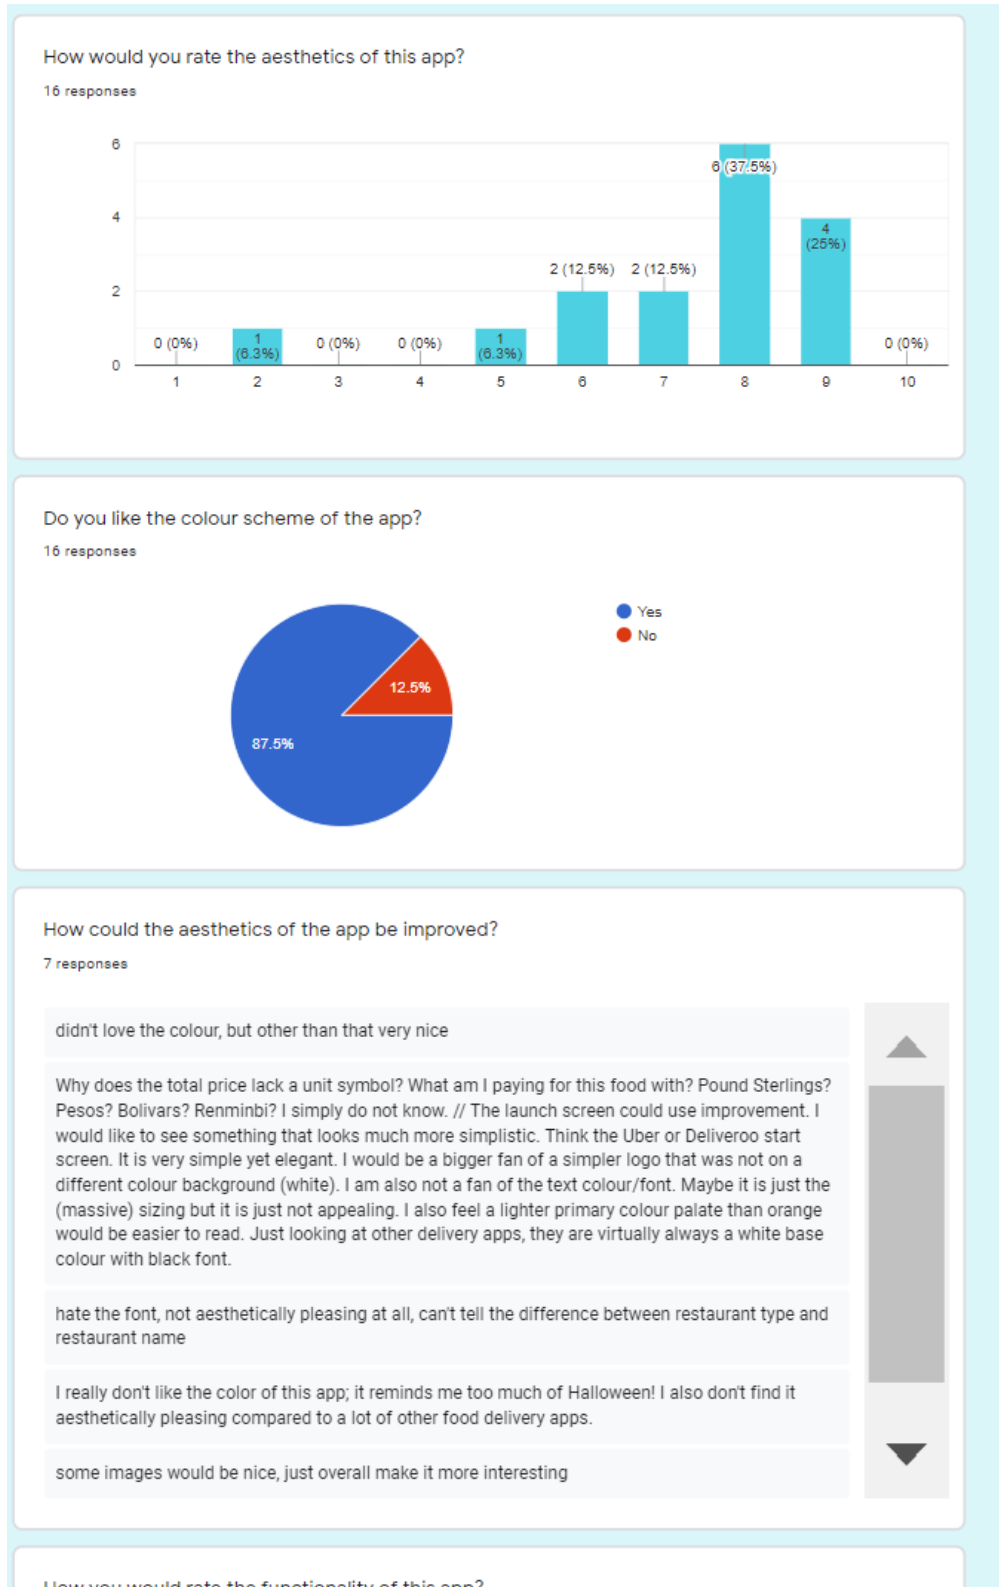 How would you rate the aesthetics of this app?
16 responses
6
4
2
0
0 (0%)
1
(6.3%)
0 (0%)
0 (0%)
1
(6.3%)
2 (12.5%)
2 (12.5%)
6 (37.5%)
4
(25%)
0 (0%)
1
2
3
4
5
6
7
8
9
10
Do you like the colour scheme of the app?
16 responses
Yes
No
12.5%
87.5%
How could the aesthetics of the app be improved?
7 responses
didn't love the colour, but other than that very nice
Why does the total price lack a unit symbol? What am I paying for this food with? Pound Sterlings?
Pesos? Bolivars? Renminbi? I simply do not know. // The launch screen could use improvement. I
would like to see something that looks much more simplistic. Think the Uber or Deliveroo start
screen. It is very simple yet elegant. I would be a bigger fan of a simpler logo that was not on a
different colour background (white). I am also not a fan of the text colour/font. Maybe it is just the
(massive) sizing but it is just not appealing. I also feel a lighter primary colour palate than orange
would be easier to read. Just looking at other delivery apps, they are virtually always a white base
colour with black font.
hate the font, not aesthetically pleasing at all, can't tell the difference between restaurant type and
restaurant name
I really don't like the color of this app; it reminds me too much of Halloween! I also don't find it
aesthetically pleasing compared to a lot of other food delivery apps.
some images would be nice, just overall make it more interesting
How you would rate the functionality of this app?